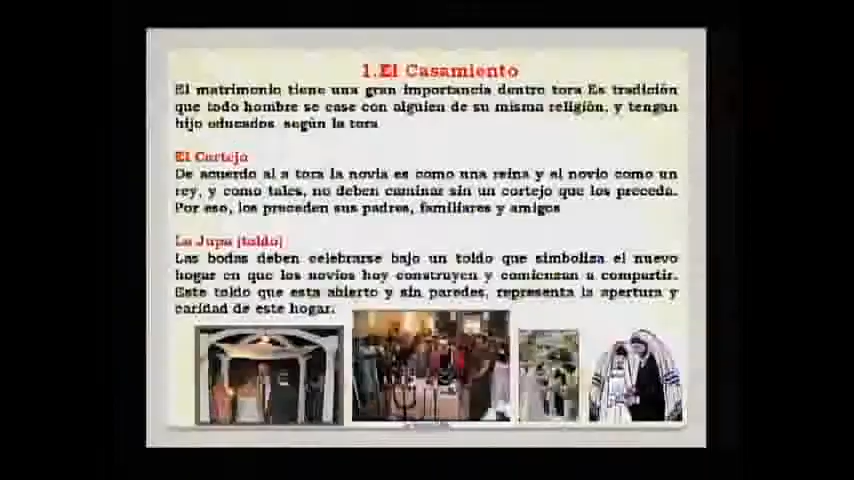 1.El Casamiento
El matrimonio tiene una gran importancia dentro tora Es tradición
que todo hombre se case con alguien de su misma religión, y tengan
hijo educados según la tora
El Cortejo
De acuerdo al a tora la novia es como una reina y el novio como un
rey, y como tales, no deben caminar sin un cortejo que los preceda.
Por eso, los preceden sus padres, familiares y amigos
La Jupa (toldo)
Las bodas deben celebrarse bajo un toldo que simboliza el nuevo
hogar en que los novios hoy construyen y comienzan a compartir.
Este toldo que esta abierto y sin paredes, representa la apertura y
caridad de este hogar.